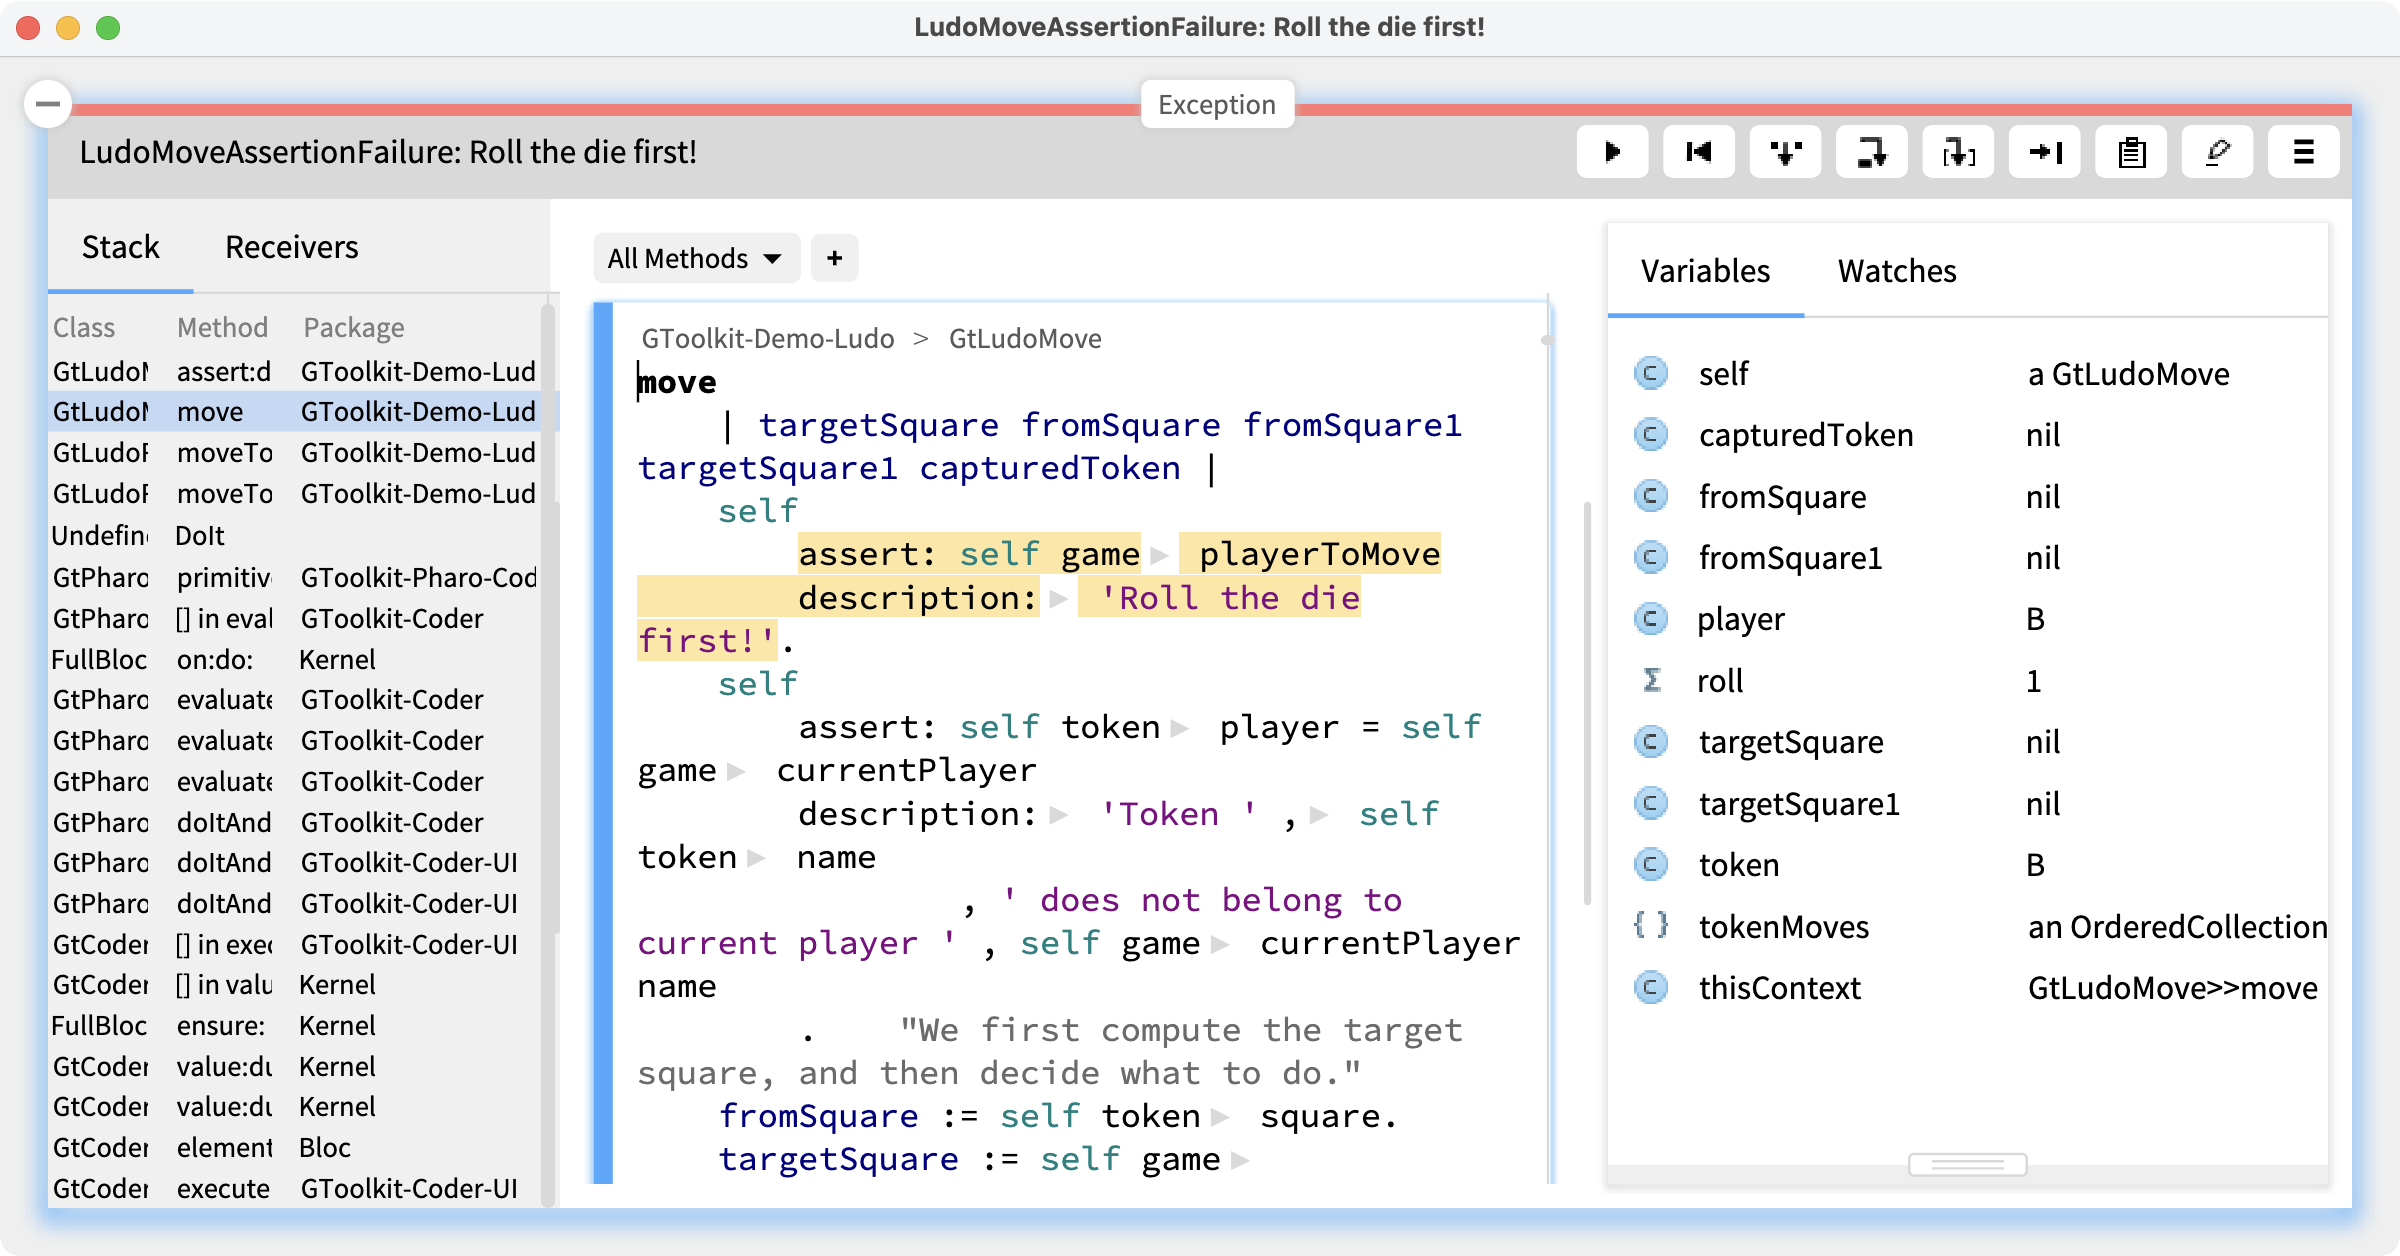 LudoMoveAssertionFailure: Roll the die first!
Exception
LudoMoveAssertionFailure: Roll the die first!
Stack Receivers
Class Method Package
assert:d GToolkit-Demo-Lud
move GToolkit-Demo-Lud
moveTo GToolkit-Demo-Lud
moveTo GToolkit-Demo-Lud
Undefin DoIt
GtPharo primitiv GToolkit-Pharo-Cod
GtPharo [] in eval GToolkit-Coder
FullBloc on:do: Kernel
GtPharo evaluate GToolkit-Coder
GtPharo evaluate GToolkit-Coder
GtPharo evaluate GToolkit-Coder
GtPharo doItAnd GToolkit-Coder
GtPharo doItAnd GToolkit-Coder-UI
GtPharo doItAnd GToolkit-Coder-UI
GtCoder [] in exec GToolkit-Coder-UI
GtCoder [] in valu Kernel
FullBloc ensure: Kernel
GtCoder value:du Kernel
GtCoder value:du Kernel
GtCoder element Bloc
GtCoder execute GToolkit-Coder-UI
All Methods +
GToolkit-Demo-Ludo > GtLudoMove
move
| targetSquare fromSquare fromSquare1
targetSquare1 capturedToken |
self
assert: self game playerToMove
description: 'Roll the die
first!'.
self
assert: self token player = self
game currentPlayer
description: 'Token ' , self
token name
, ' does not belong to
current player ' , self game currentPlayer
name
. "We first compute the target
square, and then decide what to do."
fromSquare := self token square.
targetSquare := self game
Variables Watches
self a GtLudoMove
capturedToken nil
fromSquare nil
fromSquare1 nil
player B
roll 1
targetSquare nil
targetSquare1 nil
token B
tokenMoves an OrderedCollection
thisContext GtLudoMove>>move